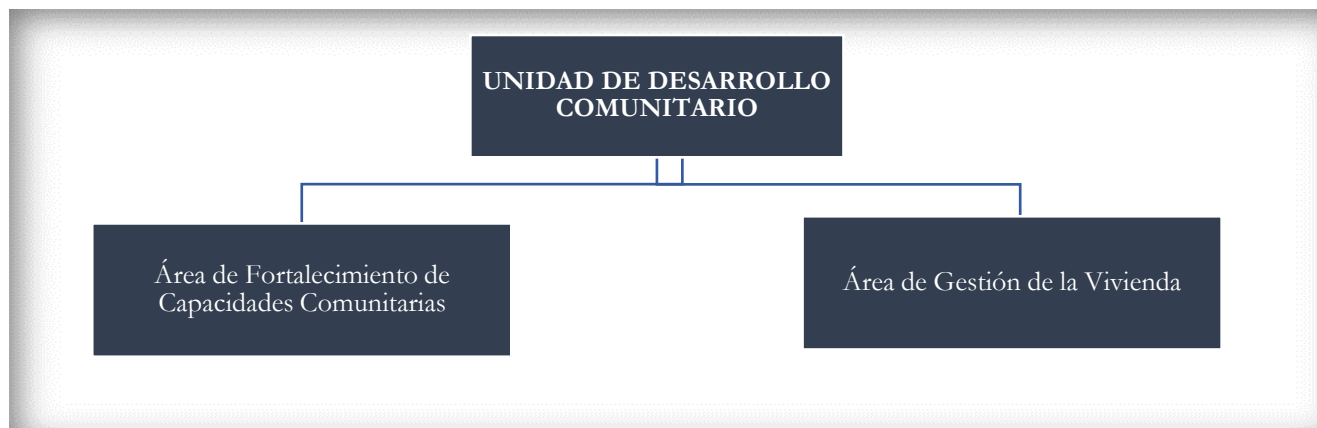 UNIDAD DE DESARROLLO
COMUNITARIO
Área de Fortalecimiento de
Capacidades Comunitarias
Área de Gestión de la Vivienda